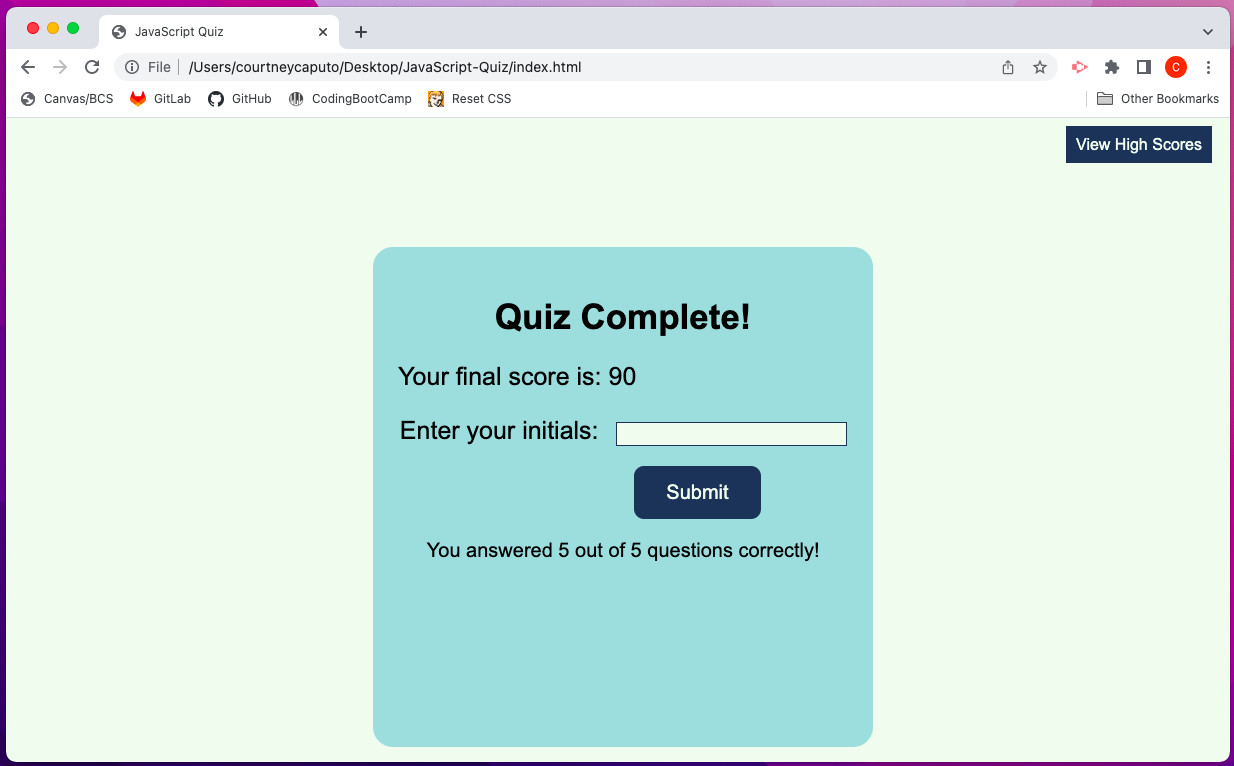 JavaScript Quiz
File /Users/courtneycaputo/Desktop/JavaScript-Quiz/index.html
C
Canvas/BCS GitLab GitHub CodingBootCamp Reset CSS Other Bookmarks
View High Scores
Quiz Complete!
Your final score is: 90
Enter your initials:
Submit
You answered 5 out of 5 questions correctly!